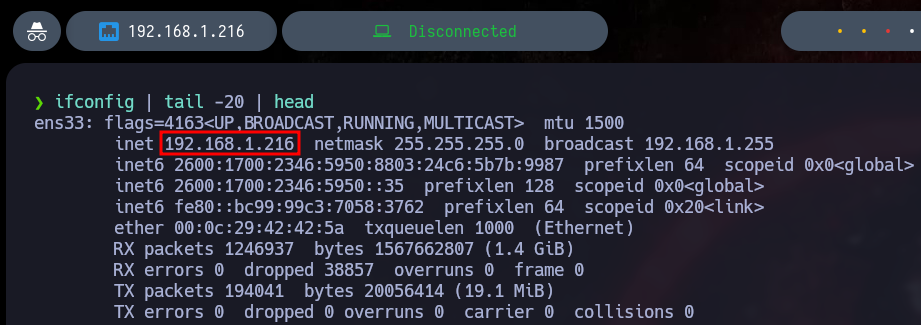 192.168.1.216
Disconnected
❯ ifconfig | tail -20 | head
ens33: flags=4163<UP,BROADCAST,RUNNING,MULTICAST>  mtu 1500
        inet 192.168.1.216  netmask 255.255.255.0  broadcast 192.168.1.255
        inet6 2600:1700:2346:5950:8803:24c6:5b7b:9987  prefixlen 64  scopeid 0x0<global>
        inet6 2600:1700:2346:5950::35  prefixlen 128  scopeid 0x0<global>
        inet6 fe80::bc99:99c3:7058:3762  prefixlen 64  scopeid 0x20<link>
        ether 00:0c:29:42:42:5a  txqueuelen 1000  (Ethernet)
        RX packets 1246937  bytes 1567662807 (1.4 GiB)
        RX errors 0  dropped 38857  overruns 0  frame 0
        TX packets 194041  bytes 20056414 (19.1 MiB)
        TX errors 0  dropped 0 overruns 0  carrier 0  collisions 0